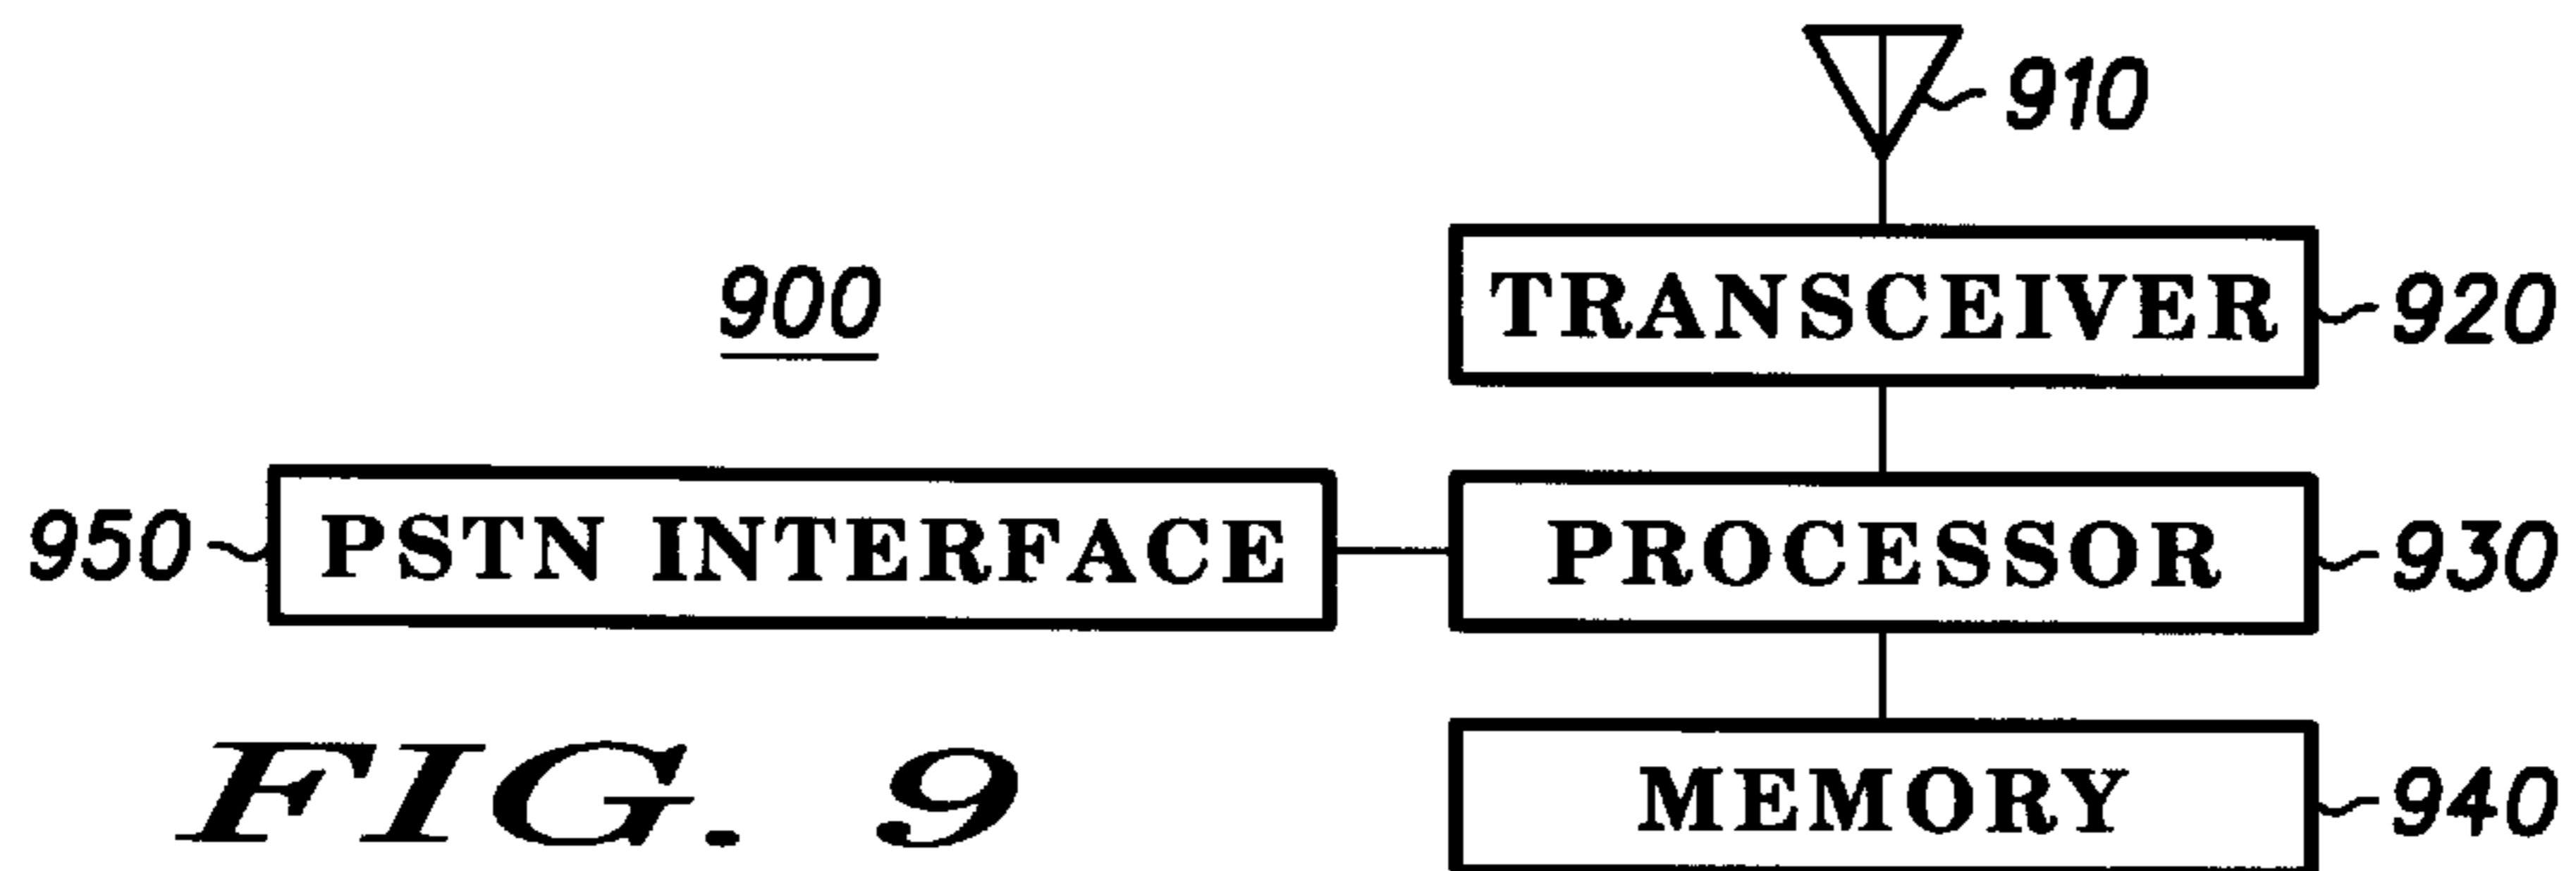 910
900
TRANSCEIVER 920
950 PSTN INTERFACE PROCESSOR 930
FIG. 9
MEMORY 940